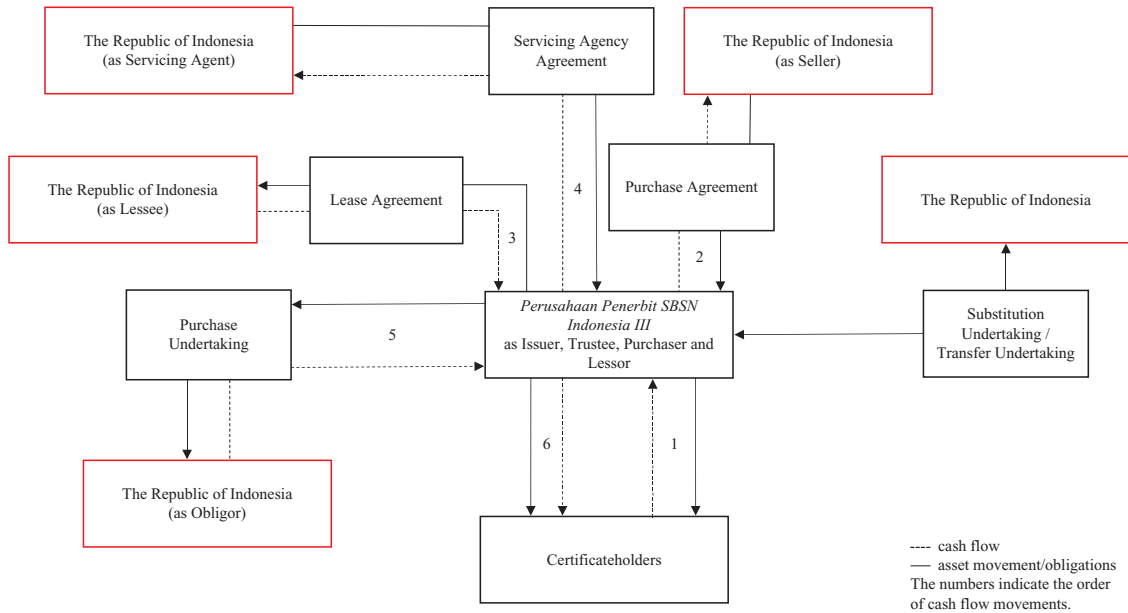 The Republic of Indonesia
(as Servicing Agent)
Servicing Agency
Agreement
The Republic of Indonesia
(as Seller)
The Republic of Indonesia
(as Lessee)
Lease Agreement
4
Purchase Agreement
The Republic of Indonesia
3
2
Purchase
Undertaking
5
Perusahaan Penerbit SBSN
Indonesia III
as Issuer, Trustee, Purchaser and
Lessor
Substitution
Undertaking /
Transfer Undertaking
6
1
The Republic of Indonesia
(as Obligor)
Certificateholders
---- cash flow
— asset movement/obligations
The numbers indicate the order
of cash flow movements.